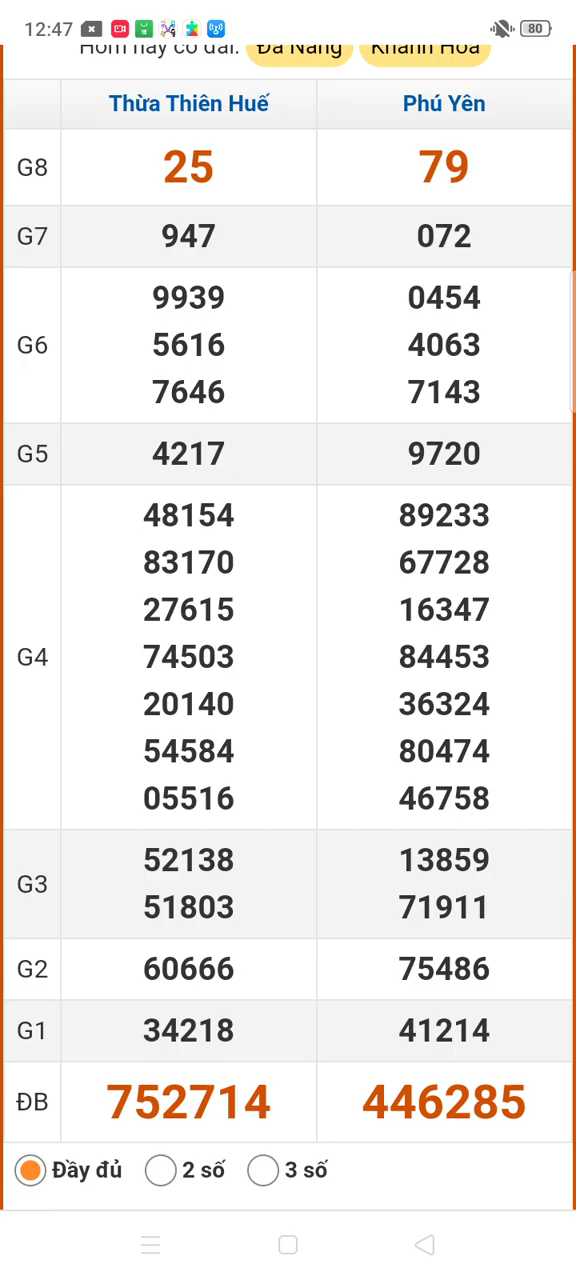 12:47 80
Hôm nay có đài: Đà Nẵng Khánh Hòa
Thừa Thiên Huế Phú Yên
G8 25 79
G7 947 072
9939 0454
G6 5616 4063
7646 7143
G5 4217 9720
48154 89233
83170 67728
27615 16347
G4 74503 84453
20140 36324
54584 80474
05516 46758
52138 13859
G3
51803 71911
G2 60666 75486
G1 34218 41214
ĐB 752714 446285
Đầy đủ 2 số 3 số